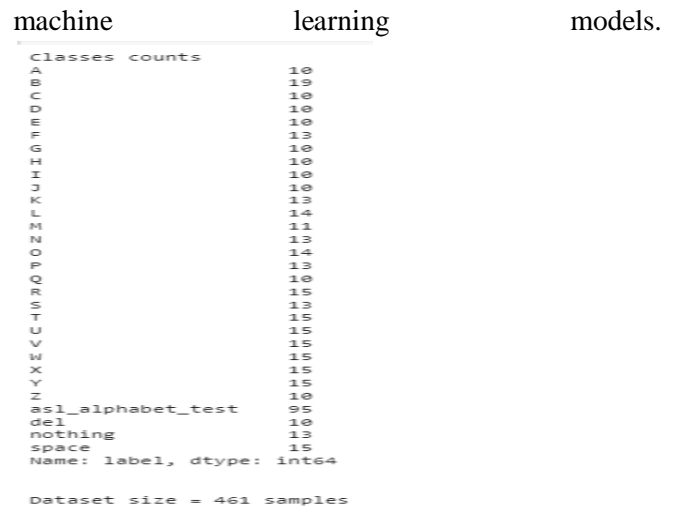 machine learning models.
Classes counts
A 10
B 19
C 10
D 10
E 10
F 13
G 10
H 10
I 10
J 10
K 13
L 14
M 11
N 13
O 14
P 13
Q 10
R 15
S 13
T 15
U 15
V 15
W 15
X 15
Y 15
Z 10
asl_alphabet_test 95
del 10
nothing 13
space 15
Name: label, dtype: int64
Dataset size = 461 samples